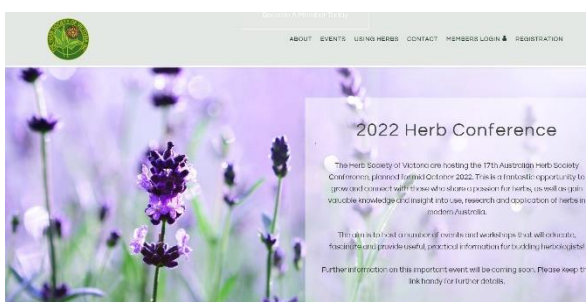 Become A Member Today
ABOUT EVENTS USING HERBS CONTACT MEMBERS LOGIN REGISTRATION
2022 Herb Conference
The Herb Society of Victoria are hosting the 17th Australian Herb Society
Conference, planned for mid October 2022. This is a fantastic opportunity to
grow and connect with those who share a passion for herbs, as well as gain
valuable knowledge and insight into use, research and application of herbs in
modern Australia.
The aim is to host a number of events and workshops that will educate,
fascinate and provide useful, practical information for budding herbologists!
Further information on this important event will be coming soon. Please keep
link handy for further details.